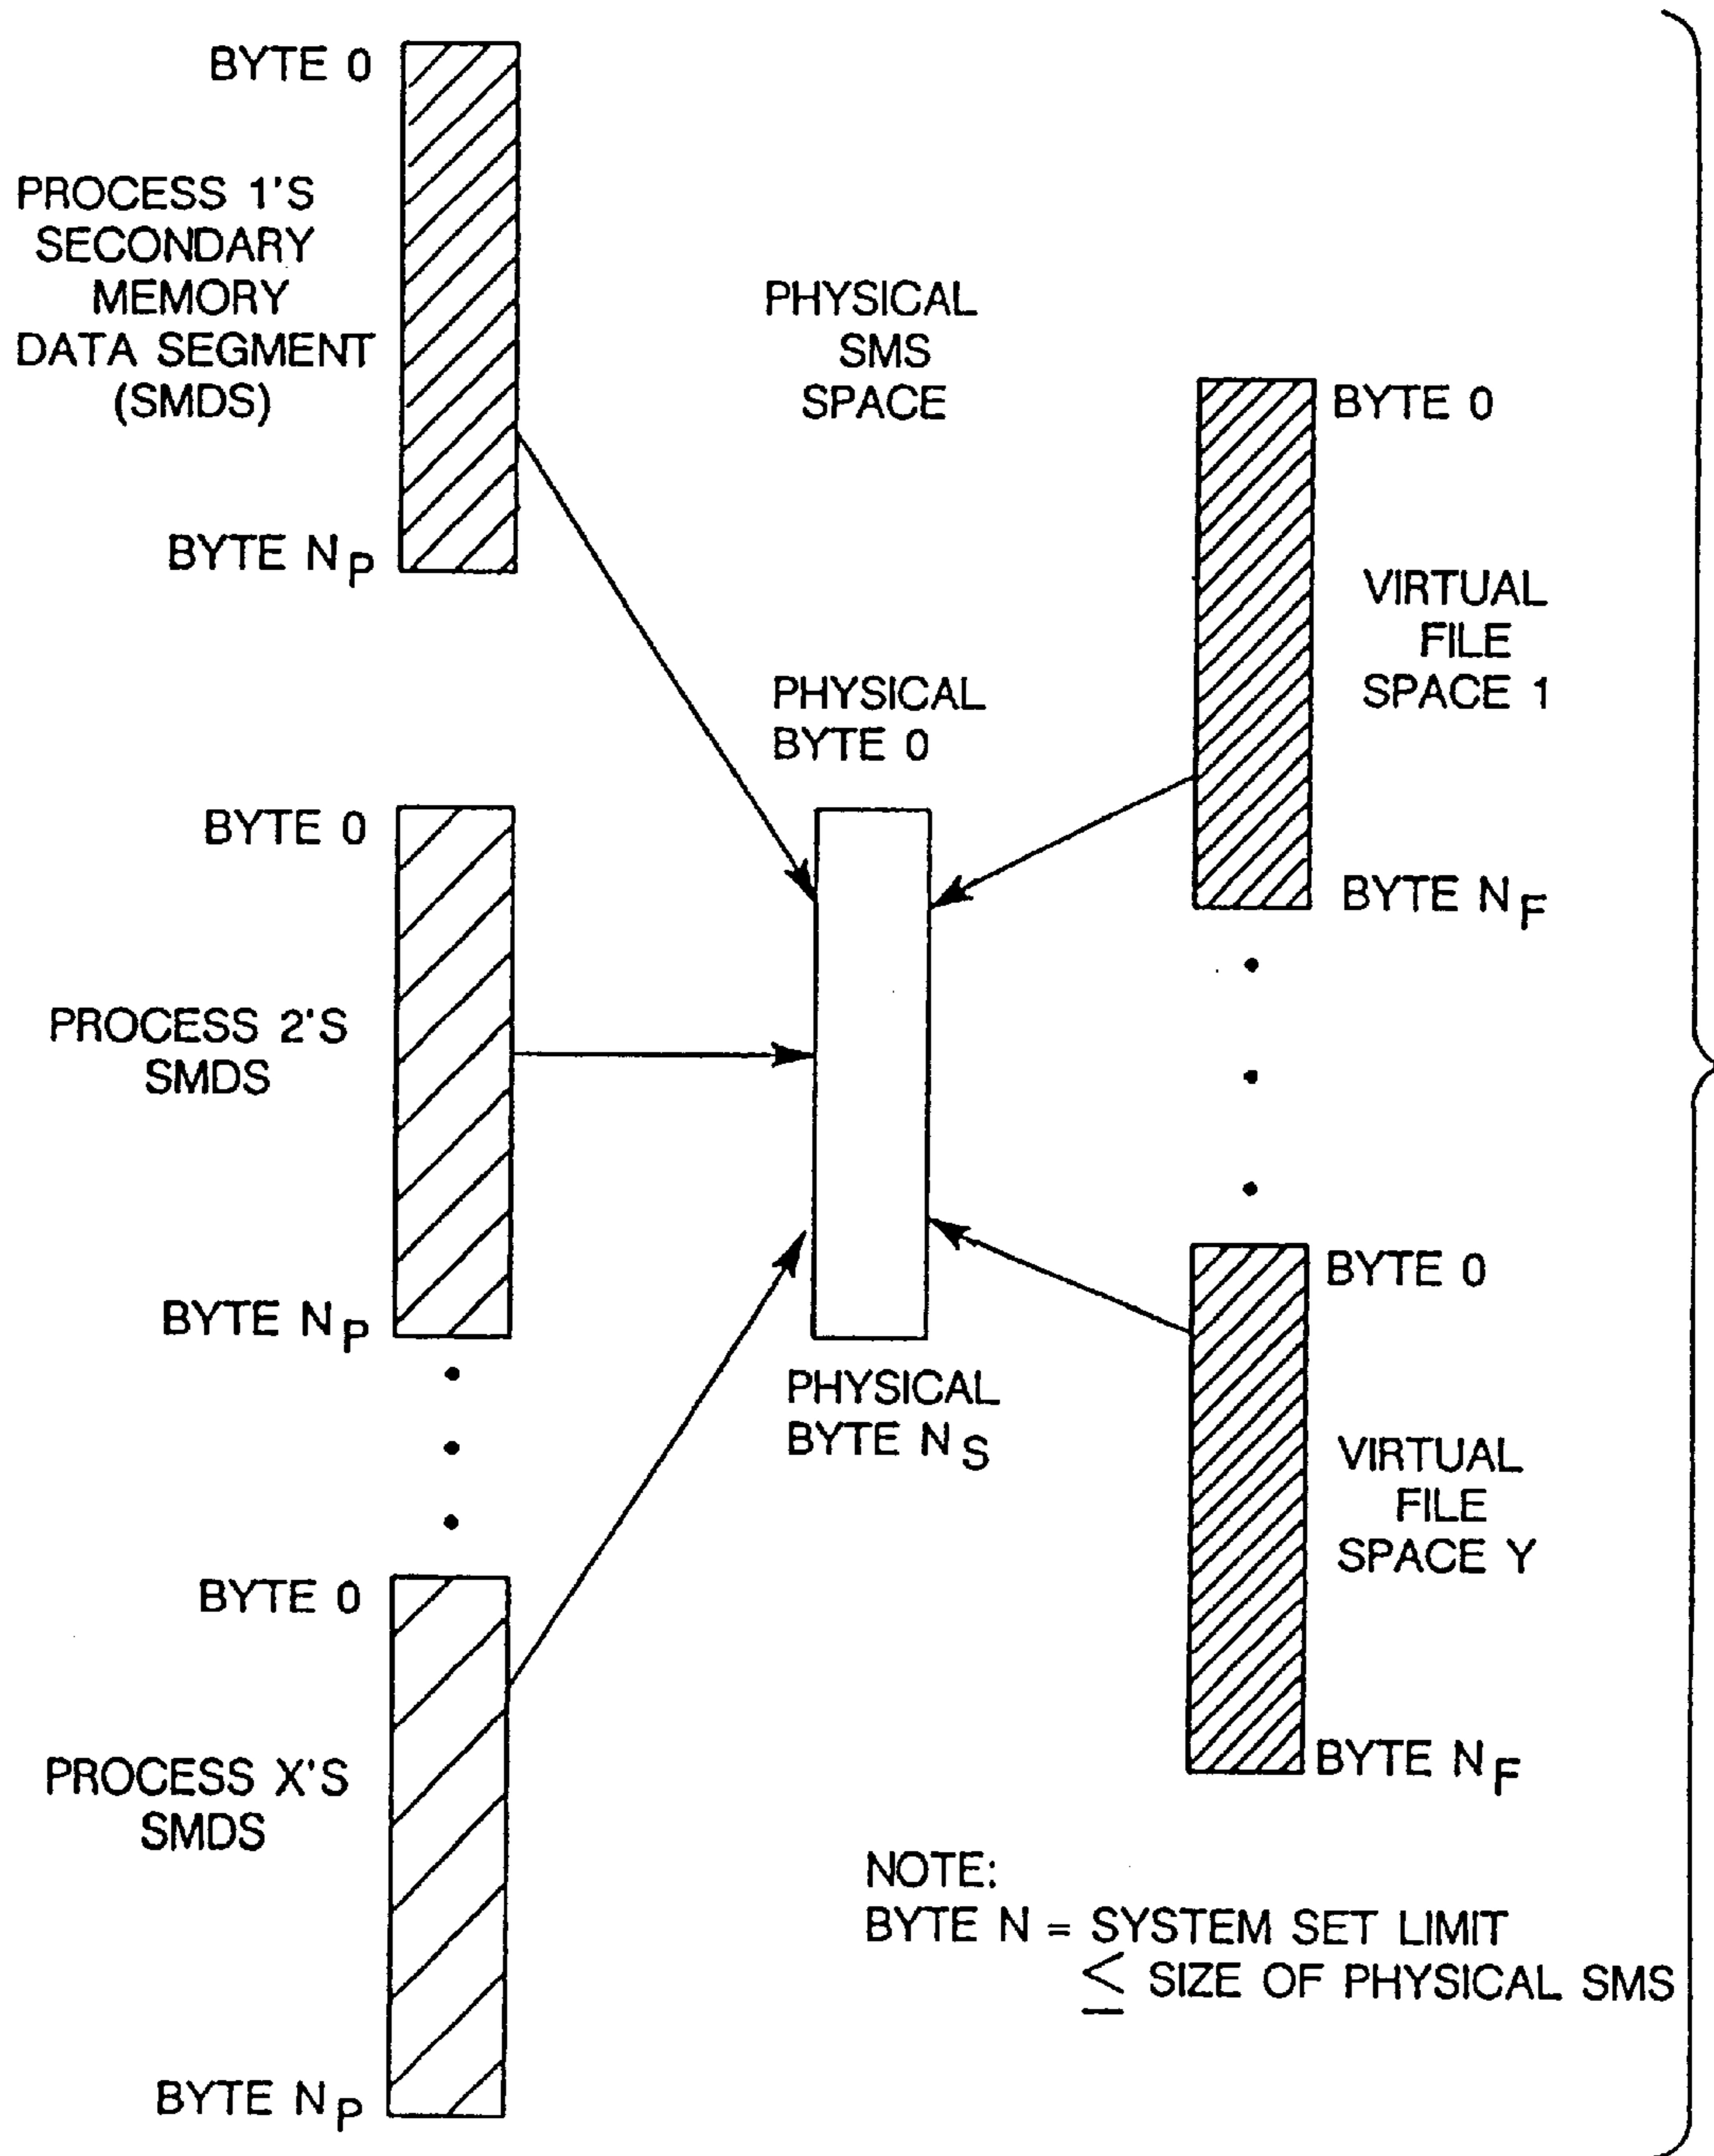 BYTE 0
PROCESS 1'S
SECONDARY
MEMORY
DATA SEGMENT
(SMDS)
BYTE NP
PHYSICAL
SMS
SPACE
BYTE 0
VIRTUAL
FILE
SPACE 1
BYTE NF
PHYSICAL
BYTE 0
BYTE 0
PROCESS 2'S
SMDS
BYTE NP
PHYSICAL
BYTE NS
BYTE 0
VIRTUAL
FILE
SPACE Y
BYTE NF
BYTE 0
PROCESS X'S
SMDS
BYTE NP
NOTE:
BYTE N = SYSTEM SET LIMIT
≤ SIZE OF PHYSICAL SMS